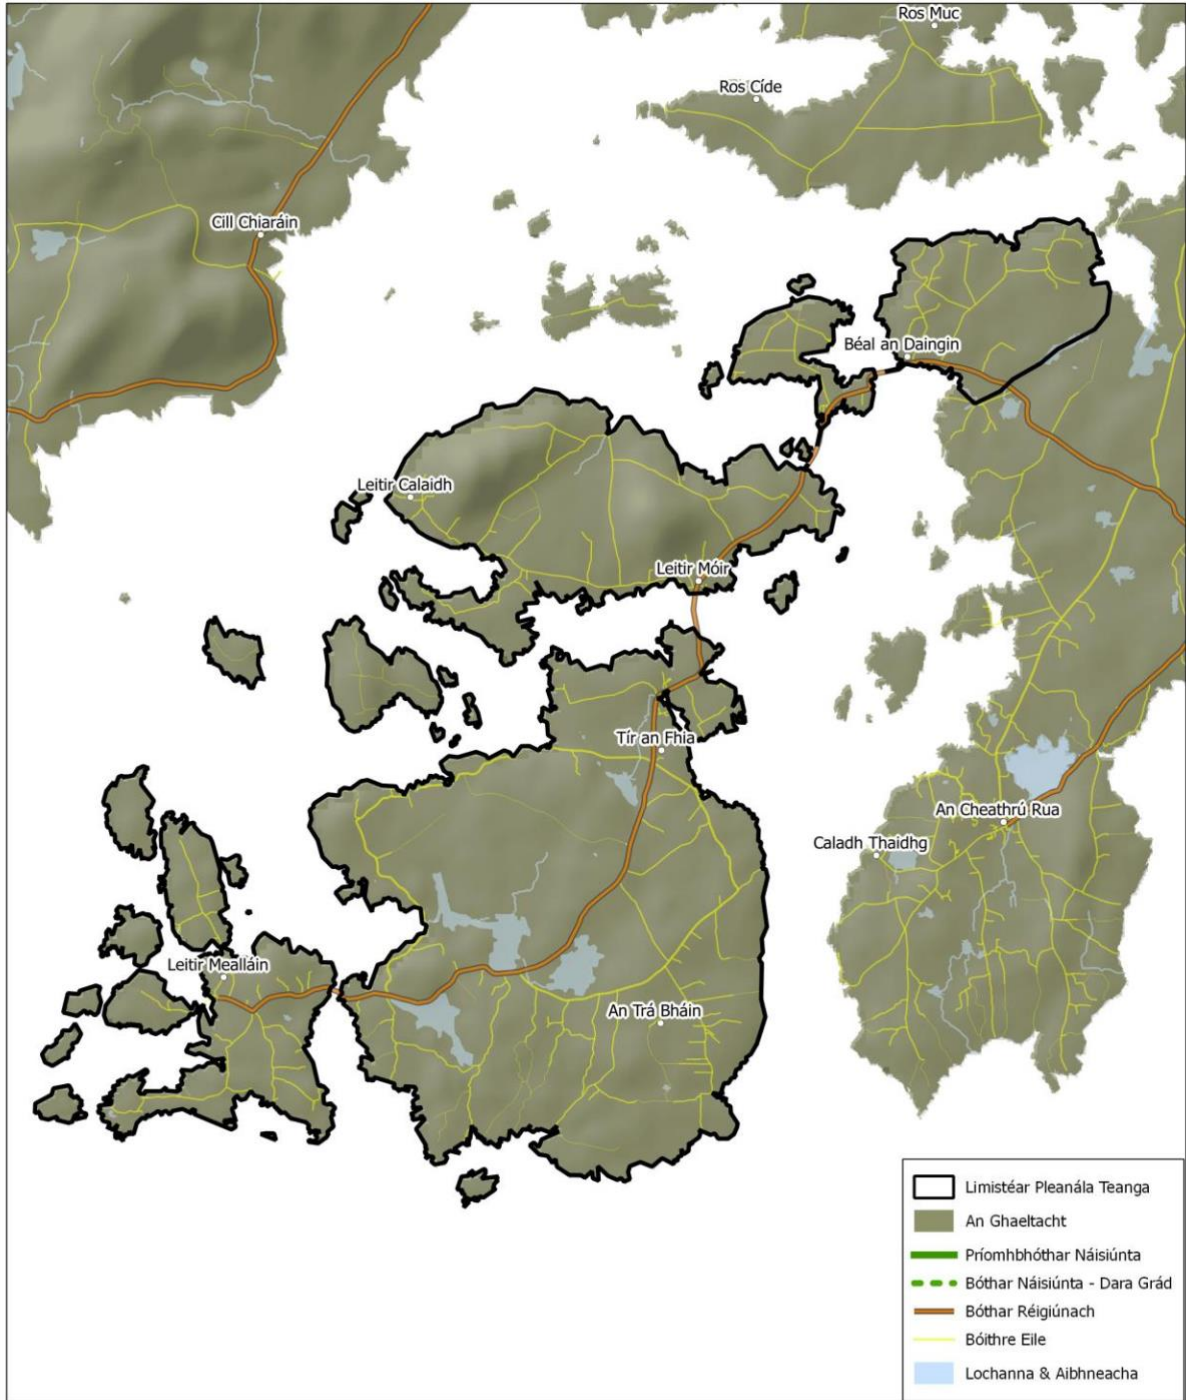 Ros Muc
Ros Cíde
Cill Chiaráin
Béal an Daingin
Leitir Calaidh
Leitir Móir
Tír an Fhia
An Cheathrú Rua
Caladh Thaidhg
Leitir Mealláin
An Trá Bháin
Limistéar Pleanála Teanga
An Ghaeltacht
Príomhbhóthar Náisiúnta
Bóthar Náisiúnta - Dara Grád
Bóthar Réigiúnach
Bóithre Eile
Lochanna & Aibhneacha